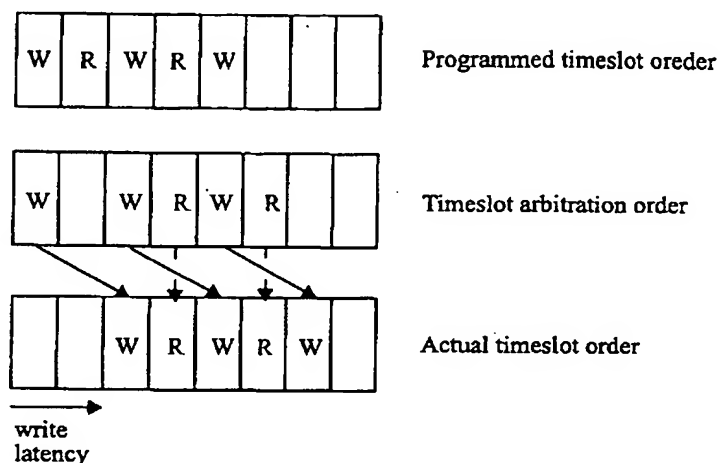 W R W R W Programmed timeslot oreder
W W R W R Timeslot arbitration order
W R W R W Actual timeslot order
write
latency